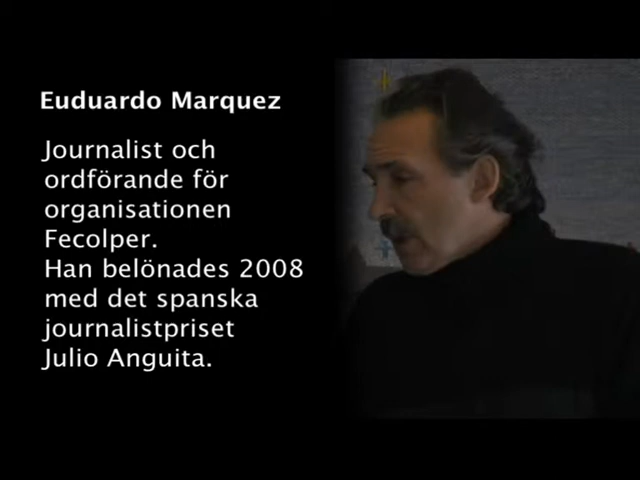 Euduardo Marquez
Journalist och
ordförande för
organisationen
Fecolper.
Han belönades 2008
med det spanska
journalistpriset
Julio Anguita.